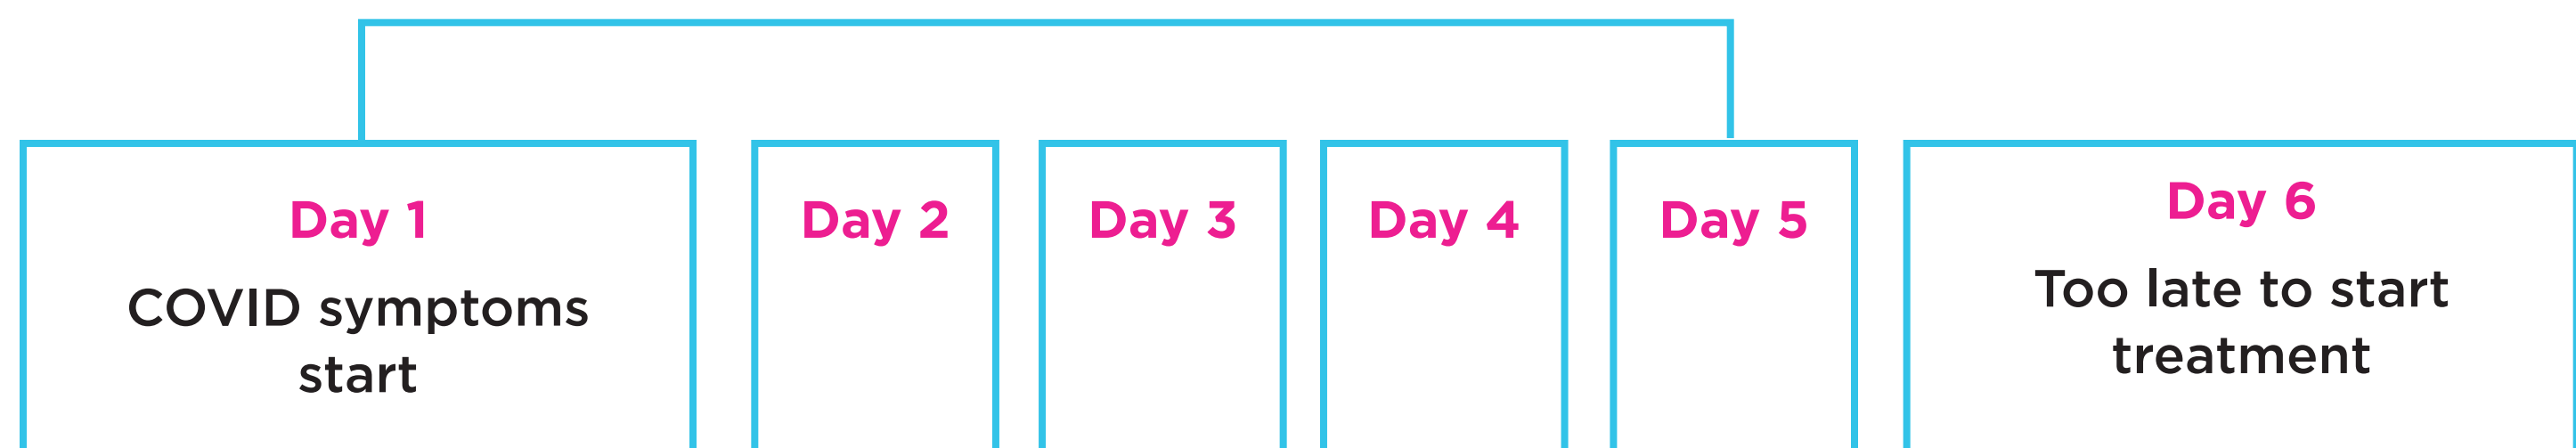 Day 1
COVID symptoms
start
Day 2
Day 3
Day 4
Day 5
Day 6
Too late to start
treatment